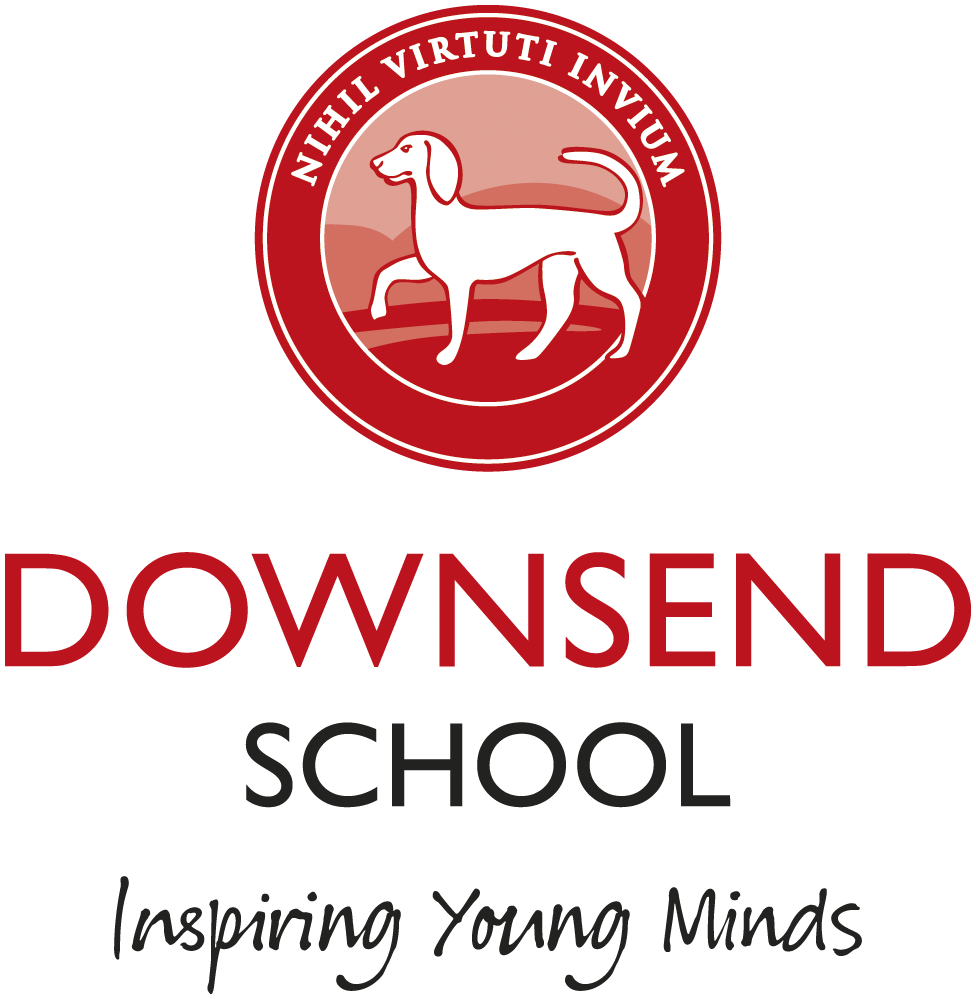 NIHIL VIRTUTI INVIUM
DOWNSEND
SCHOOL
Inspiring Young Minds